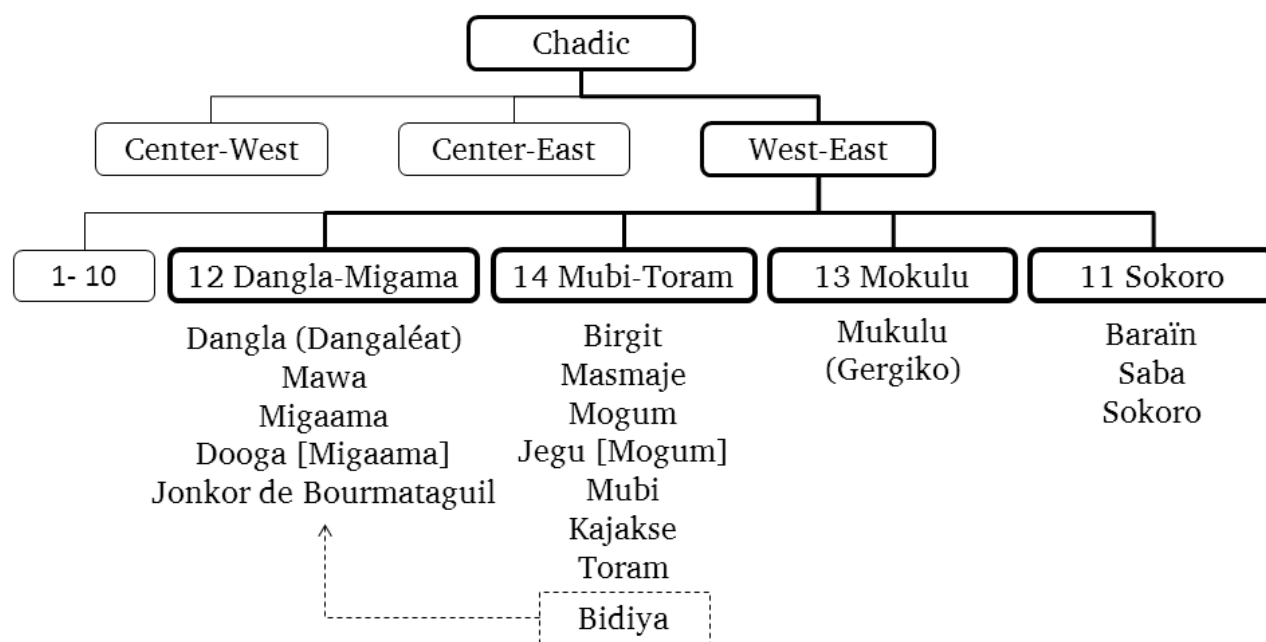 Chadic
Center-West
Center-East
West-East
1- 10
12 Dangla-Migama
14 Mubi-Toram
13 Mokulu
11 Sokoro
Dangla (Dangaléat)
Mawa
Migaama
Dooga [Migaama]
Jonkor de Bourmataguil
Birgit
Masmaje
Mogum
Jegu [Mogum]
Mubi
Kajakse
Toram
Bidiya
Mukulu
(Gergiko)
Baraïn
Saba
Sokoro